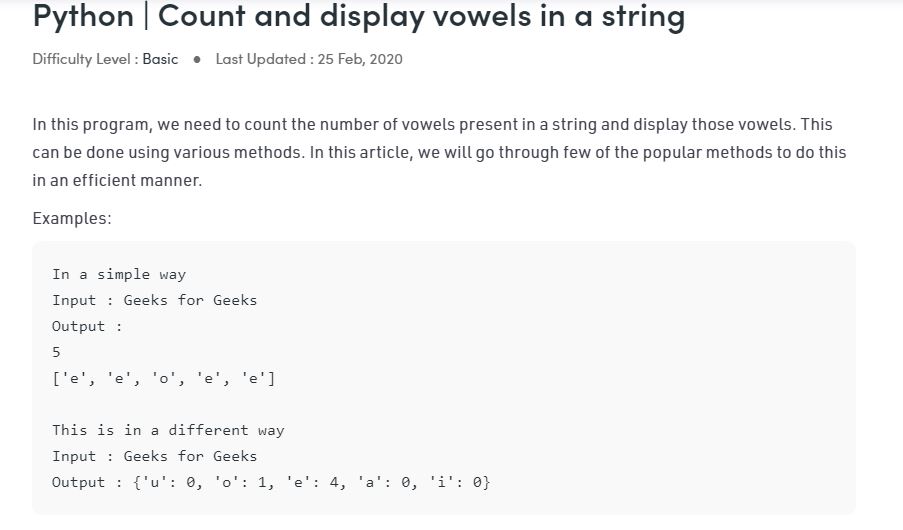 Python | Count and display vowels in a string
Difficulty Level : Basic ● Last Updated : 25 Feb, 2020
In this program, we need to count the number of vowels present in a string and display those vowels. This
can be done using various methods. In this article, we will go through few of the popular methods to do this
in an efficient manner.
Examples:
In a simple way
Input : Geeks for Geeks
Output :
5
['e', 'e', 'o', 'e', 'e']
This is in a different way
Input : Geeks for Geeks
Output : {'u': 0, 'o': 1, 'e': 4, 'a': 0, 'i': 0}